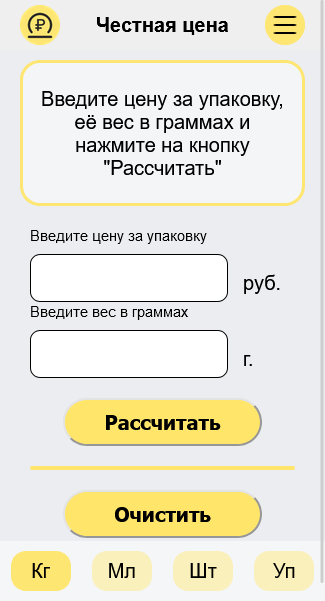 ₽
Честная цена
Введите цену за упаковку,
её вес в граммах и
нажмите на кнопку
"Рассчитать"
Введите цену за упаковку
руб.
Введите вес в граммах
г.
Рассчитать
Очистить
Кг Мл Шт Уп